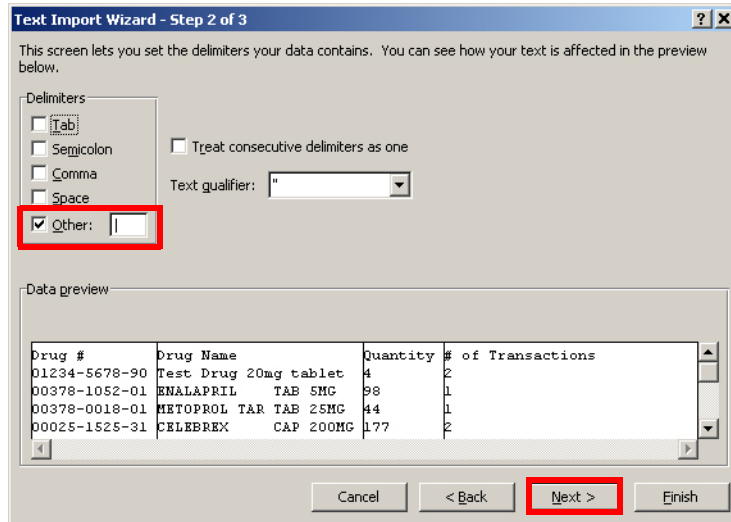 Text Import Wizard - Step 2 of 3
This screen lets you set the delimiters your data contains. You can see how your text is affected in the preview
below.
Delimiters
Tab
Semicolon
Comma
Space
Other: |
Treat consecutive delimiters as one
Text qualifier: "
Data preview
Drug # Drug Name Quantity # of Transactions
01234-5678-90 Test Drug 20mg tablet 4 2
00378-1052-01 ENALAPRIL TAB 5MG 98 1
00378-0018-01 METOPROL TAR TAB 25MG 44 1
00025-1525-31 CELEBREX CAP 200MG 177 2
Cancel < Back Next > Finish